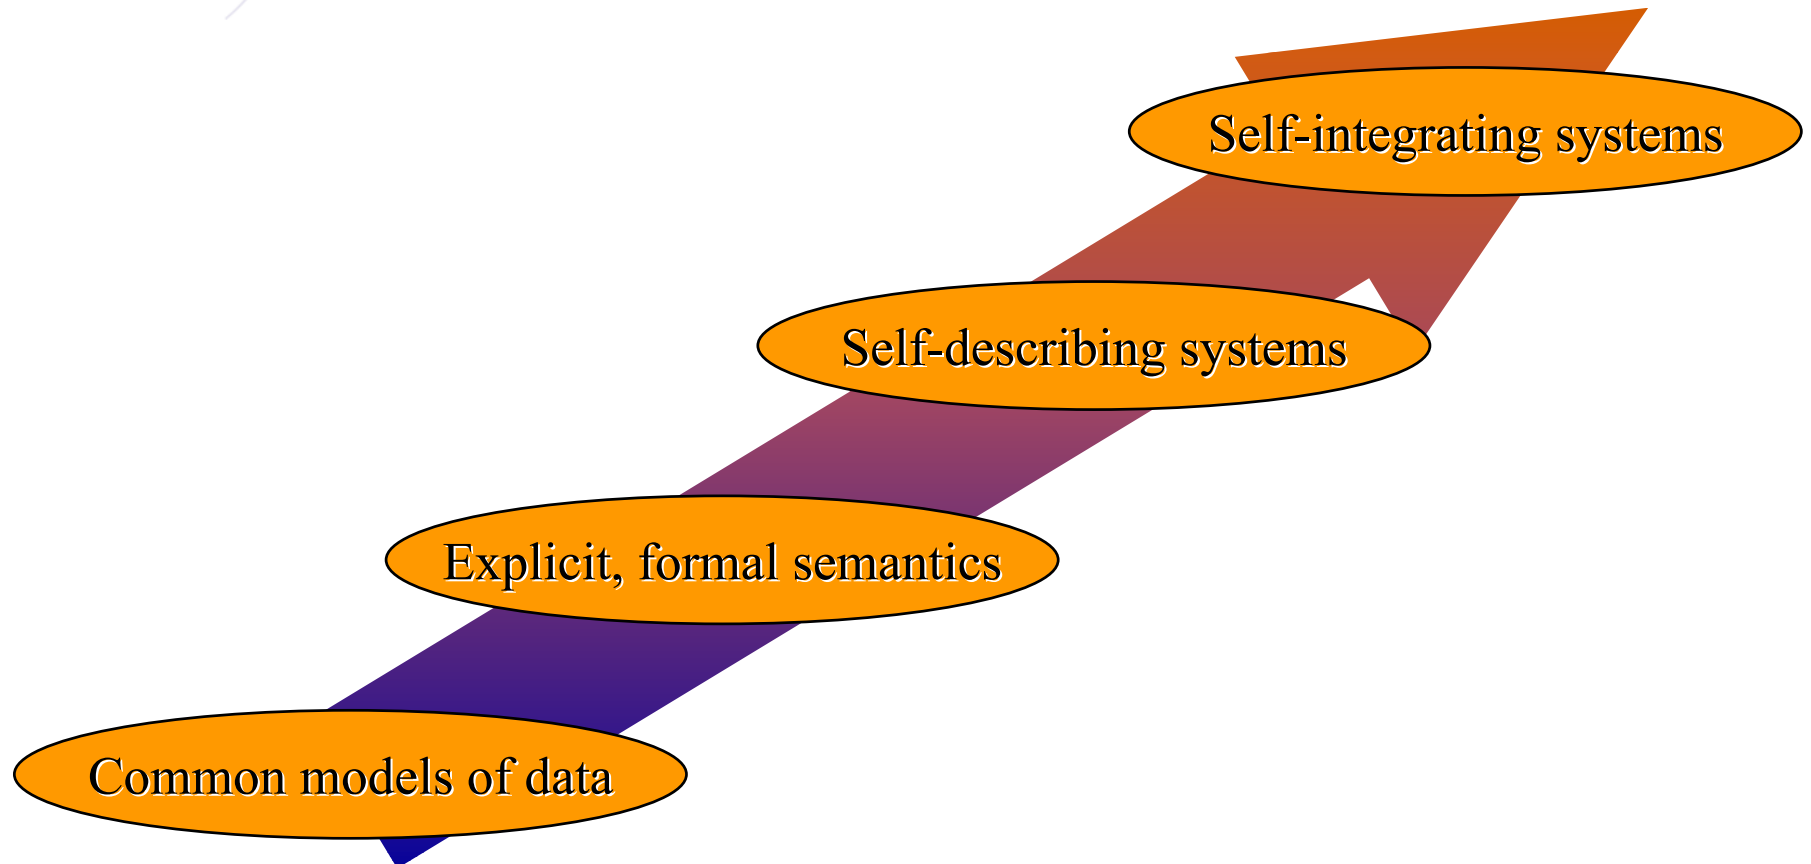 Self-integrating systems
Self-describing systems
Explicit, formal semantics
Common models of data